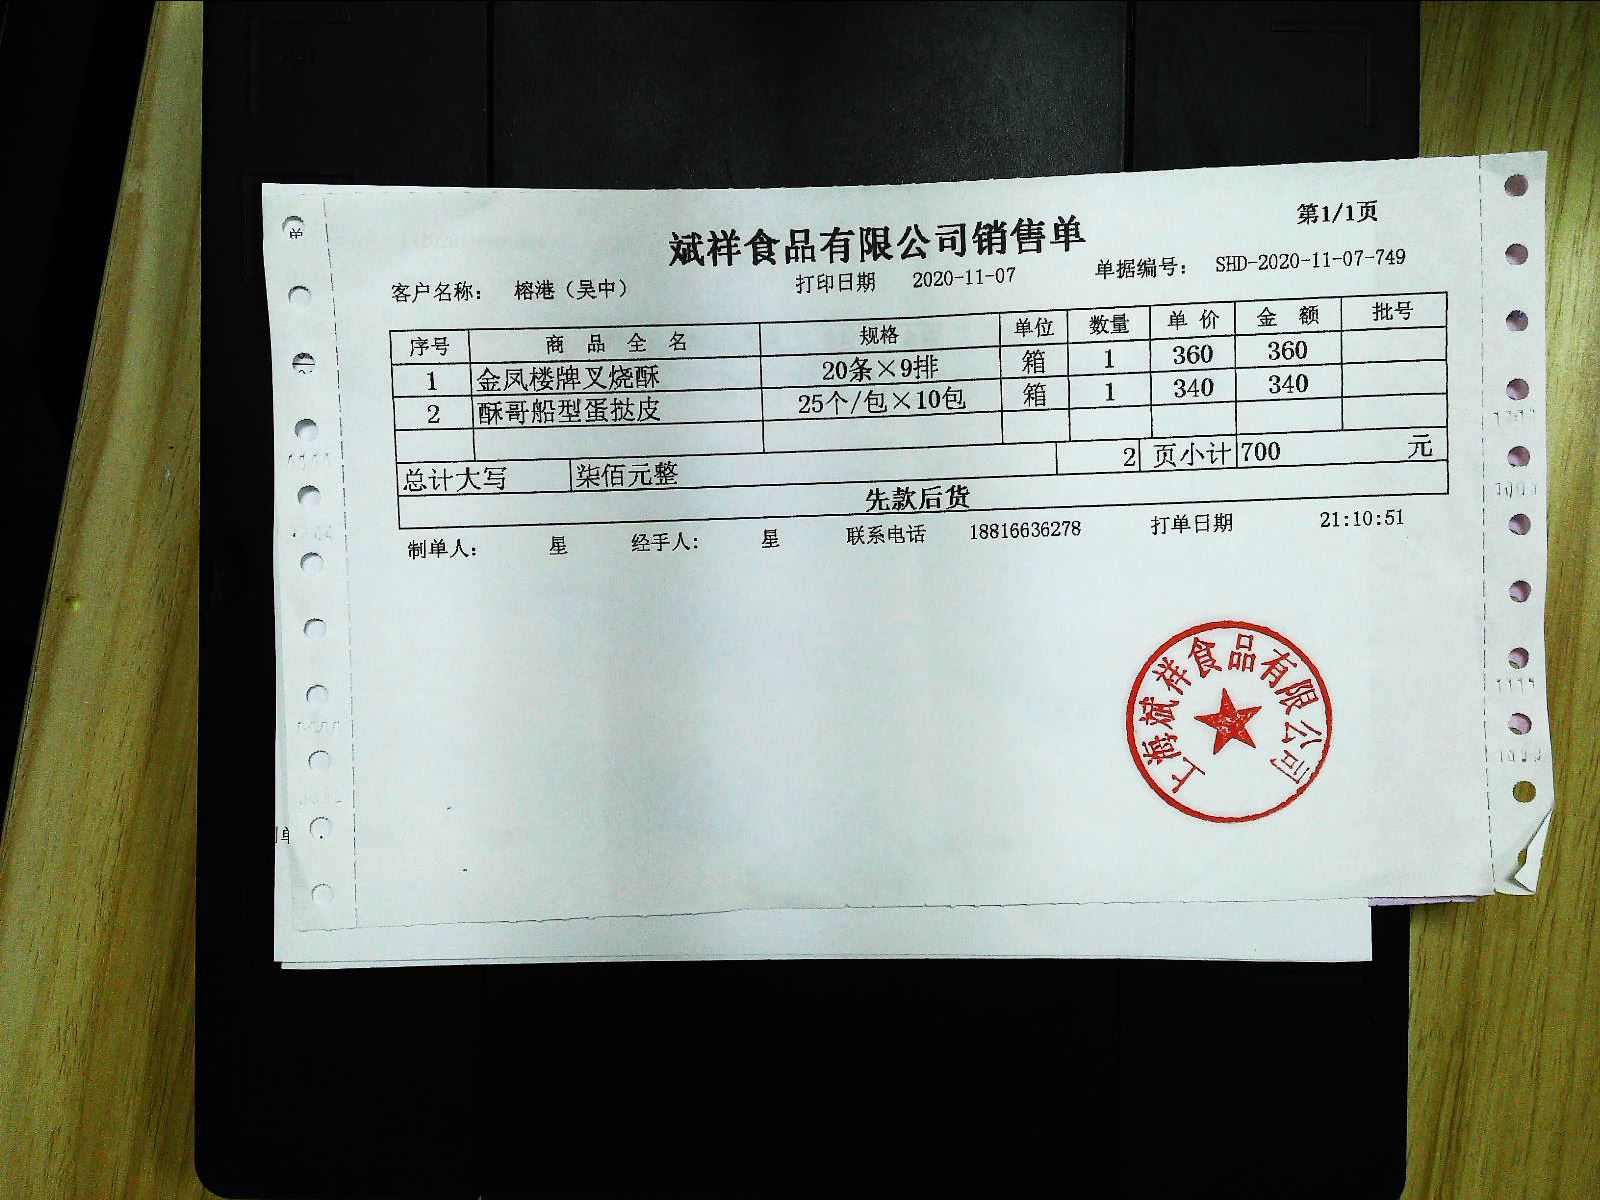 第1/1页
斌祥食品有限公司销售单
客户名称： 榕港（吴中） 打印日期 2020-11-07 单据编号： SHD-2020-11-07-749
序号 商品全名 规格 单位 数量 单价 金额 批号
1 金凤楼牌叉烧酥 20条×9排 箱 1 360 360
2 酥哥船型蛋挞皮 25个/包×10包 箱 1 340 340
总计大写 柒佰元整 2 页小计 700 元
先款后货
制单人： 星 经手人： 星 联系电话 18816636278 打单日期 21:10:51
上海斌祥食品有限公司
单